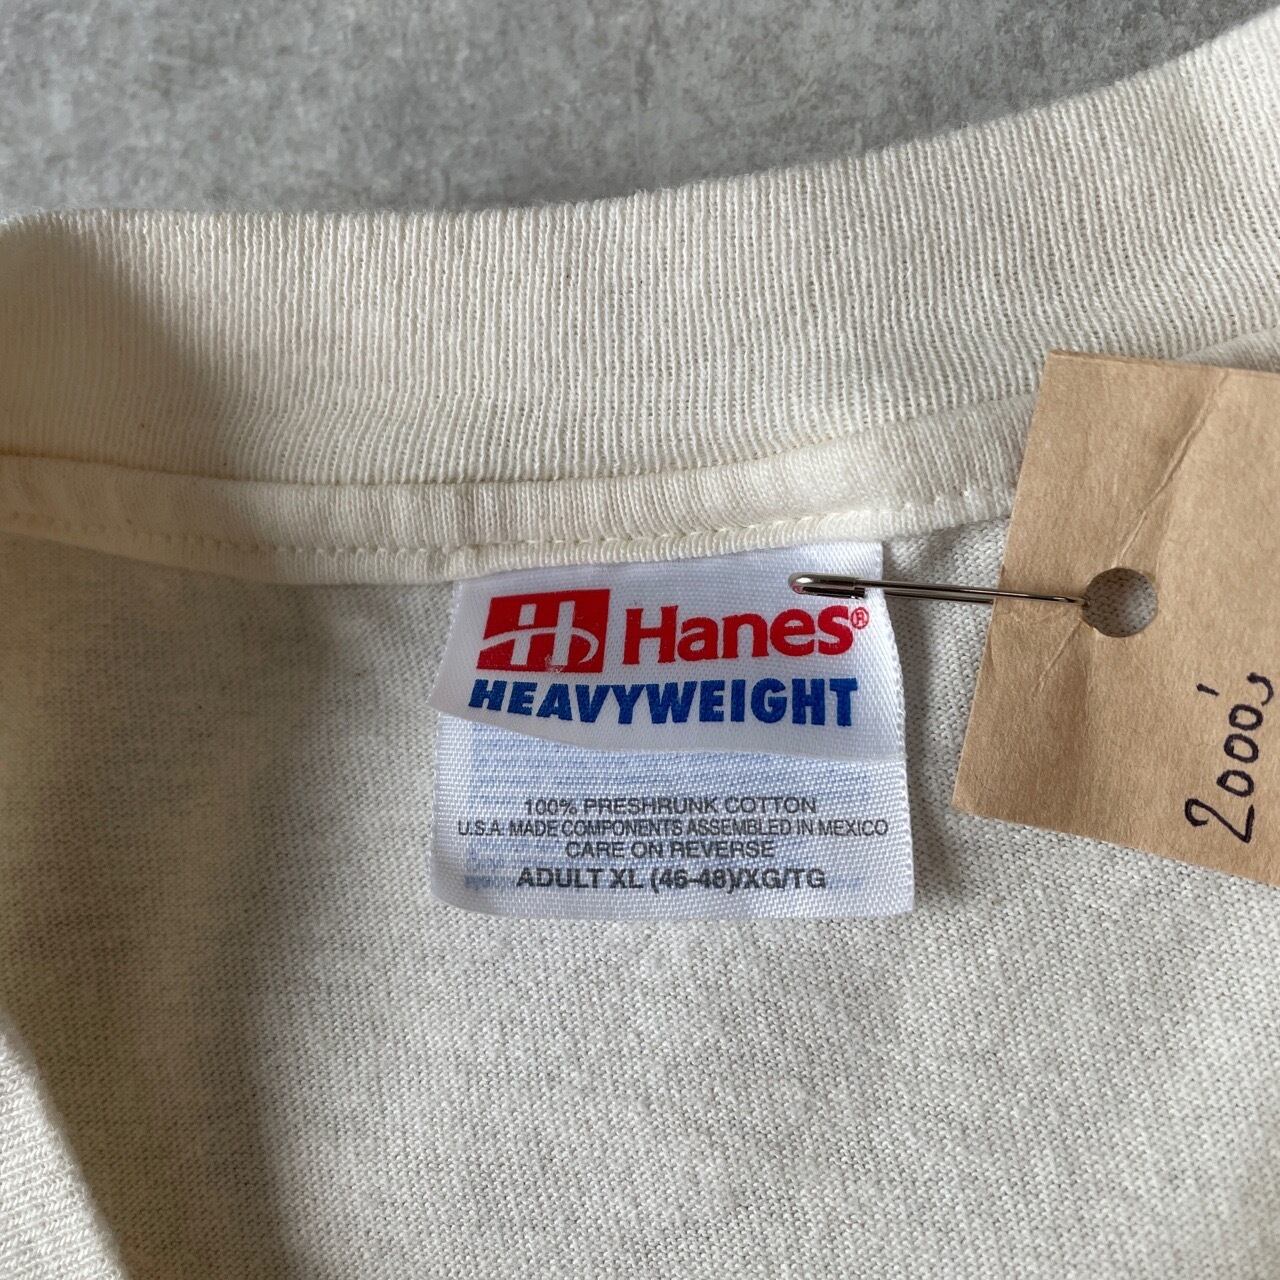 Hanes®
HEAVYWEIGHT
100% PRESHRUNK COTTON
U.S.A. MADE COMPONENTS ASSEMBLED IN MEXICO
CARE ON REVERSE
ADULT XL (46-48)/XG/TG
2000's